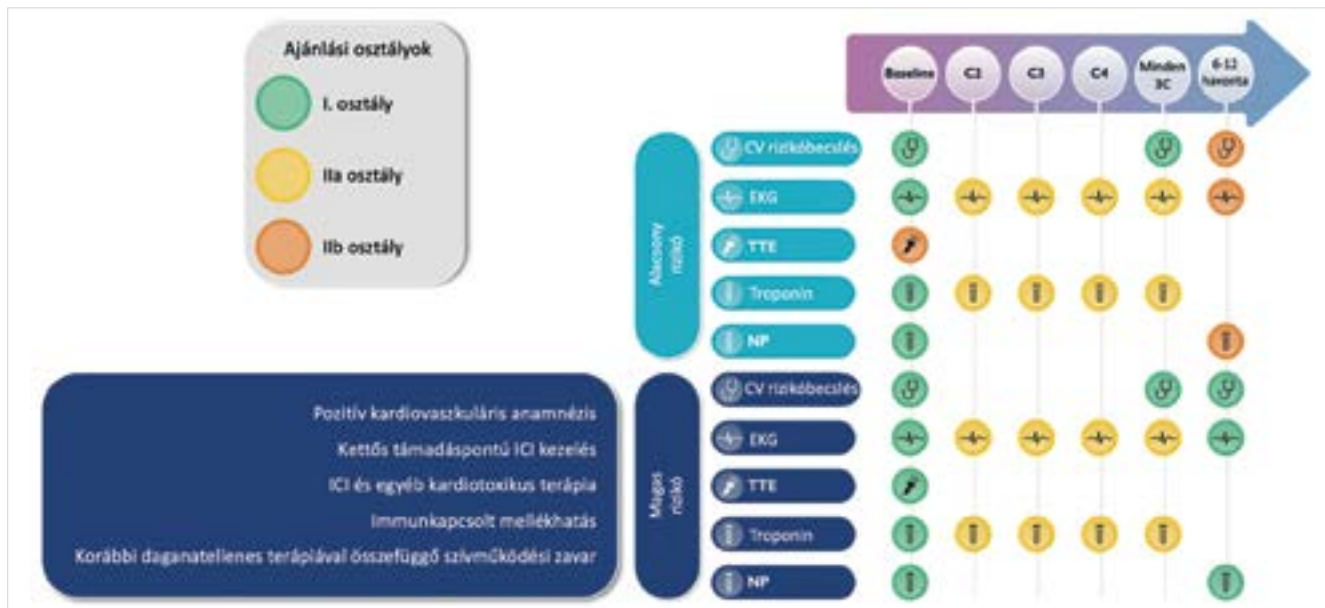 Ajánlási osztályok
I. osztály
IIa osztály
IIb osztály
Baseline
C2
C3
C4
Minden
3C
6-12
havonta
Alacsony
rizikó
CV rizikóbecslés
EKG
TTE
Troponin
NP
Pozitív kardiovaszkuláris anamnézis
Kettős támadáspontú ICI kezelés
ICI és egyéb kardiotoxikus terápia
Immunkapcsolt mellékhatás
Korábbi daganatellenes terápiával összefüggő szívműködési zavar
Magas
rizikó
CV rizikóbecslés
EKG
TTE
Troponin
NP